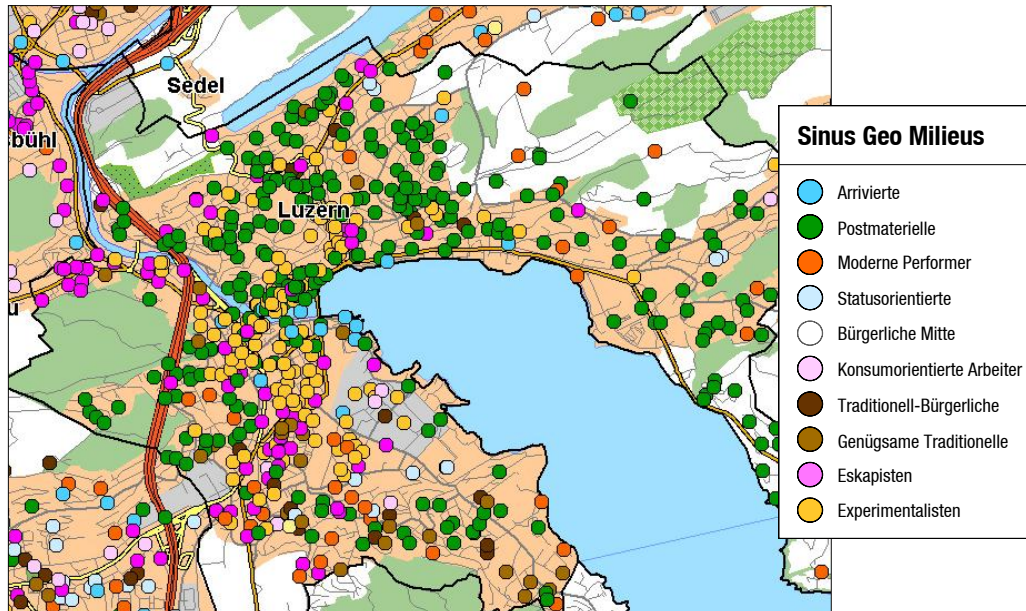 Sedel
sbühl
Luzern
u
Sinus Geo Milieus
Arrivierte
Postmaterielle
Moderne Performer
Statusorientierte
Bürgerliche Mitte
Konsumorientierte Arbeiter
Traditionell-Bürgerliche
Genügsame Traditionelle
Eskapisten
Experimentalisten